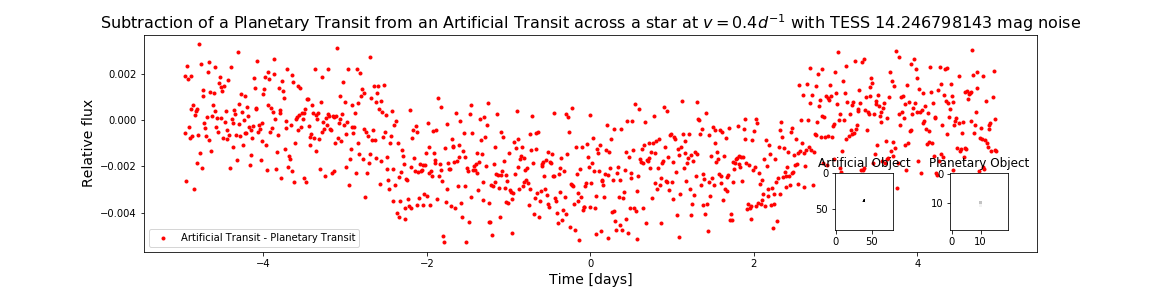 Subtraction of a Planetary Transit from an Artificial Transit across a star at v = 0.4d⁻¹ with TESS 14.246798143 mag noise
Relative flux
0.002
0.000
−0.002
−0.004
Artificial Transit - Planetary Transit
−4
−2
0
2
4
Time [days]
Artificial Object
0
50
0
50
Planetary Object
0
10
0
10